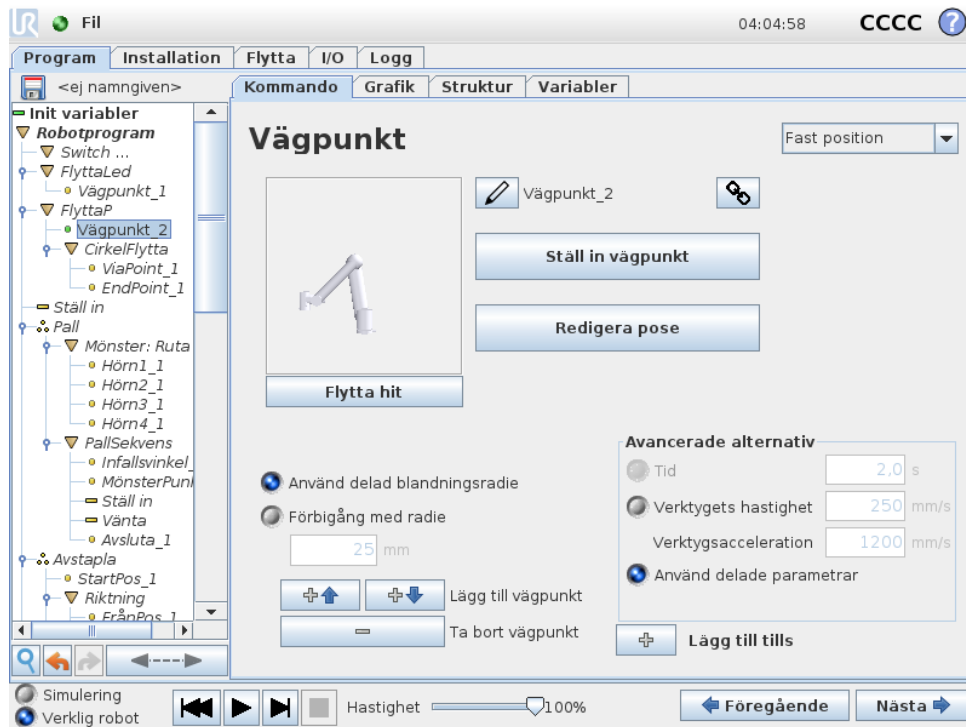 UR Fil 04:04:58 CCCC ?
Program Installation Flytta I/O Logg
<ej namngiven>
Kommando Grafik Struktur Variabler
Init variabler
Robotprogram
Switch ...
FlyttaLed
Vägpunkt_1
FlyttaP
Vägpunkt_2
CirkelFlytta
ViaPoint_1
EndPoint_1
Ställ in
Pall
Mönster: Ruta
Hörn1_1
Hörn2_1
Hörn3_1
Hörn4_1
PallSekvens
Infallsvinkel_
MönsterPun
Ställ in
Vänta
Avsluta_1
Avstapla
StartPos_1
Riktning
FrånPos_1
Vägpunkt
Fast position
Vägpunkt_2
Ställ in vägpunkt
Redigera pose
Flytta hit
Använd delad blandningsradie
Förbigång med radie
25 mm
Lägg till vägpunkt
Ta bort vägpunkt
Avancerade alternativ
Tid 2,0 s
Verktygets hastighet 250 mm/s
Verktygsacceleration 1200 mm/s
Använd delade parametrar
Lägg till tills
Simulering
Verklig robot
Hastighet 100%
Föregående
Nästa